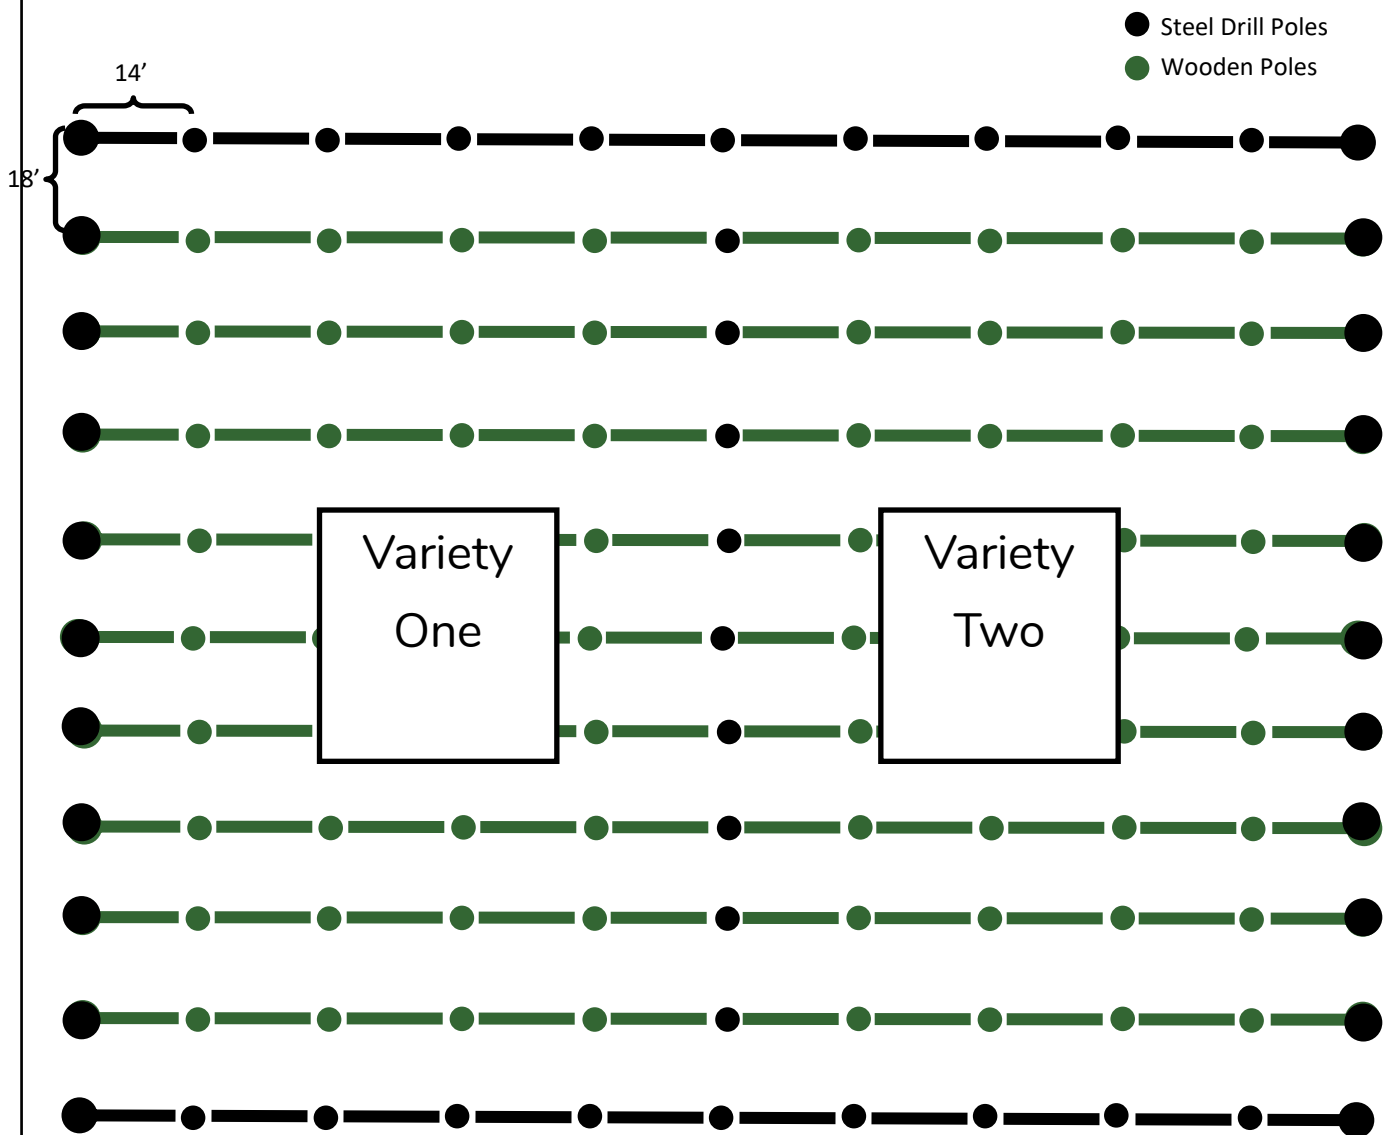 Steel Drill Poles
Wooden Poles
14’
18’
Variety
One
Variety
Two